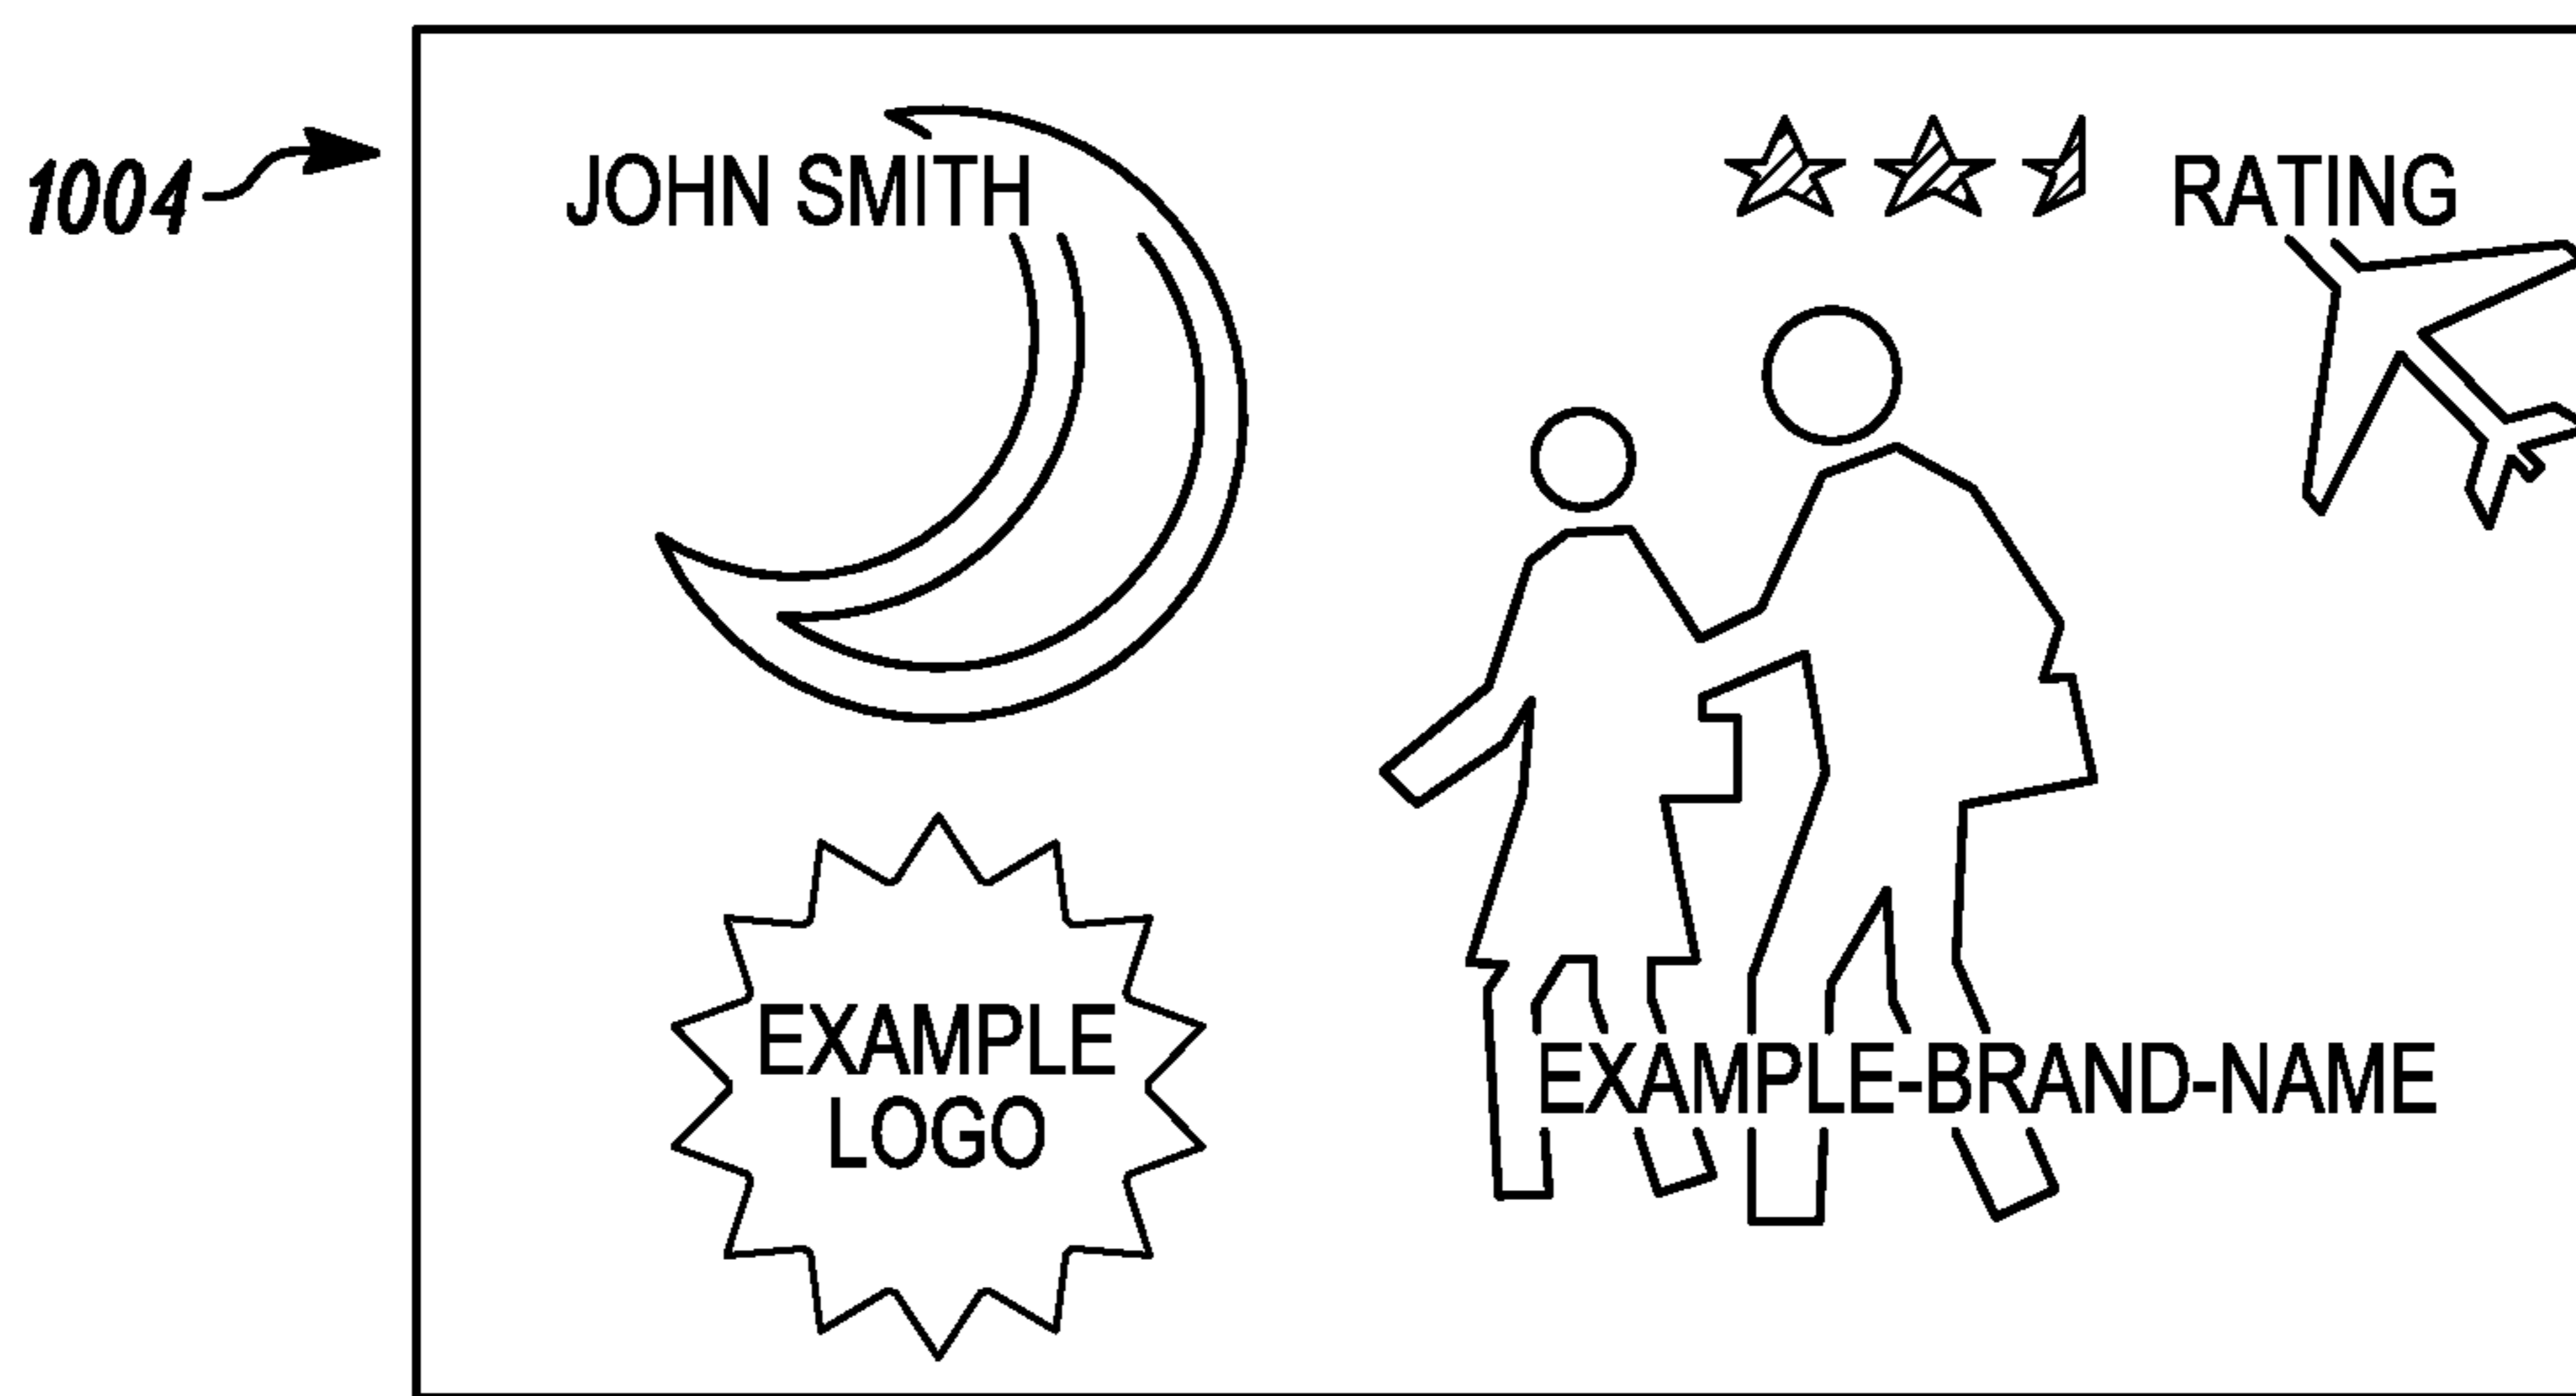 1004
JOHN SMITH
RATING
EXAMPLE
LOGO
EXAMPLE-BRAND-NAME